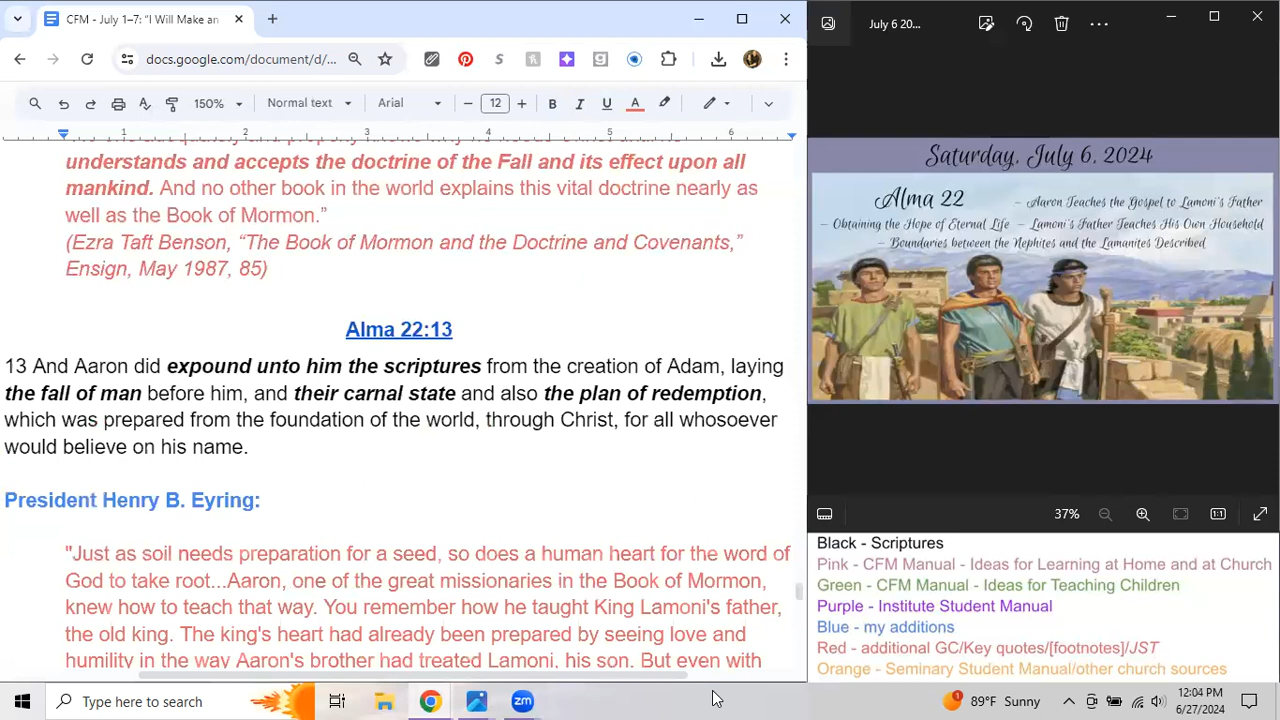 CFM - July 1–7: “I Will Make an
docs.google.com/document/d/...
150%
Normal text
Arial
12
B I U A
1 2 3 4 5 6
understands and accepts the doctrine of the Fall and its effect upon all
mankind. And no other book in the world explains this vital doctrine nearly as
well as the Book of Mormon.”
(Ezra Taft Benson, “The Book of Mormon and the Doctrine and Covenants,”
Ensign, May 1987, 85)
Alma 22:13
13 And Aaron did expound unto him the scriptures from the creation of Adam, laying
the fall of man before him, and their carnal state and also the plan of redemption,
which was prepared from the foundation of the world, through Christ, for all whosoever
would believe on his name.
President Henry B. Eyring:
"Just as soil needs preparation for a seed, so does a human heart for the word of
God to take root...Aaron, one of the great missionaries in the Book of Mormon,
knew how to teach that way. You remember how he taught King Lamoni's father,
the old king. The king's heart had already been prepared by seeing love and
humility in the way Aaron's brother had treated Lamoni, his son. But even with
July 6 20...
Saturday, July 6, 2024
Alma 22
– Aaron Teaches the Gospel to Lamoni's Father
– Obtaining the Hope of Eternal Life – Lamoni's Father Teaches His Own Household
– Boundaries between the Nephites and the Lamanites Described
37%
1:1
Black - Scriptures
Pink - CFM Manual - Ideas for Learning at Home and at Church
Green - CFM Manual - Ideas for Teaching Children
Purple - Institute Student Manual
Blue - my additions
Red - additional GC/Key quotes/[footnotes]/JST
Orange - Seminary Student Manual/other church sources
Type here to search
zm
1
89°F Sunny
12:04 PM
6/27/2024